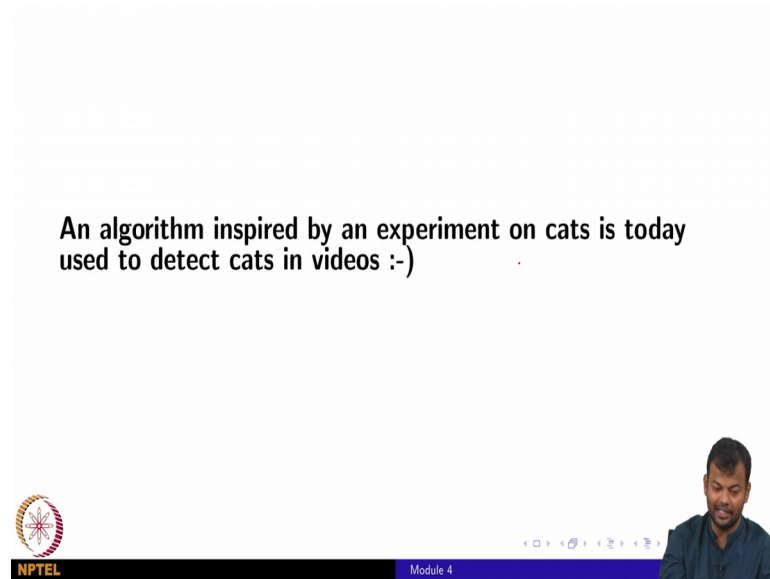 An algorithm inspired by an experiment on cats is today
used to detect cats in videos :-)
NPTEL
Module 4